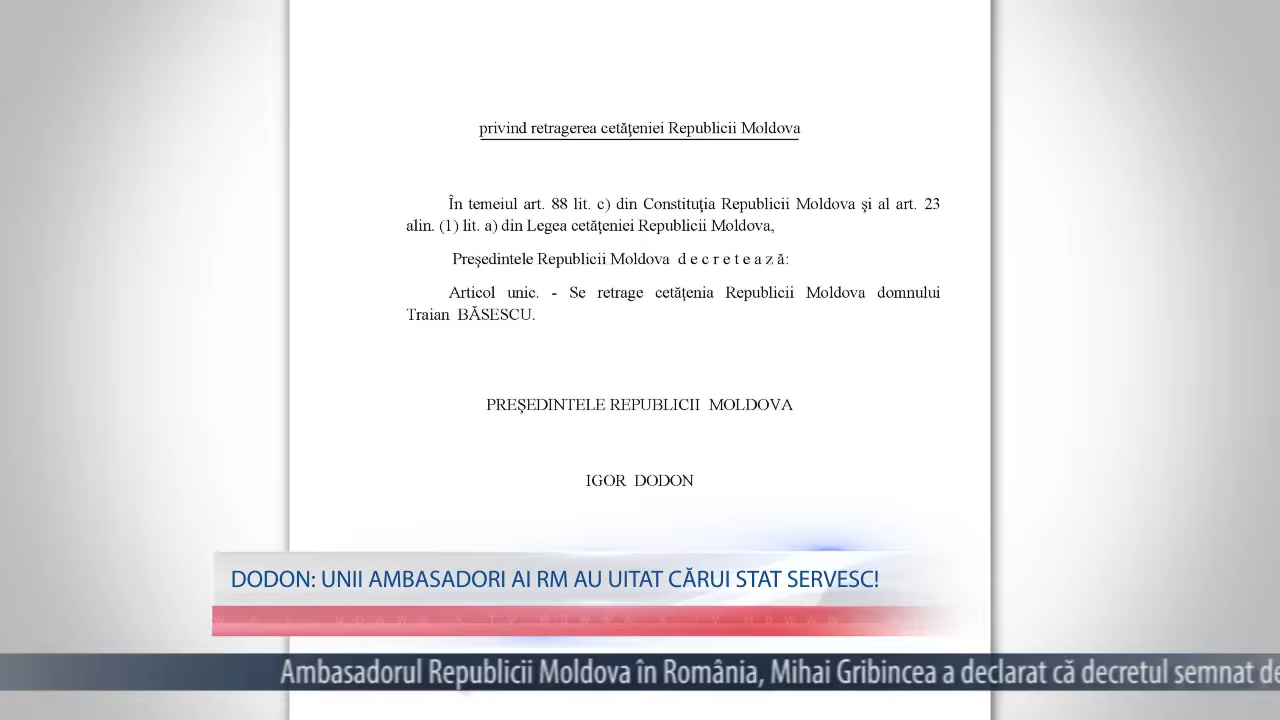 privind retragerea cetăţeniei Republicii Moldova
În temeiul art. 88 lit. c) din Constituţia Republicii Moldova şi al art. 23
alin. (1) lit. a) din Legea cetăţeniei Republicii Moldova,
Preşedintele Republicii Moldova d e c r e t e a z ă:
Articol unic. - Se retrage cetăţenia Republicii Moldova domnului
Traian BĂSESCU.
PREŞEDINTELE REPUBLICII MOLDOVA
IGOR DODON
DODON: UNII AMBASADORI AI RM AU UITAT CĂRUI STAT SERVESC!
Ambasadorul Republicii Moldova în România, Mihai Gribincea a declarat că decretul semnat de